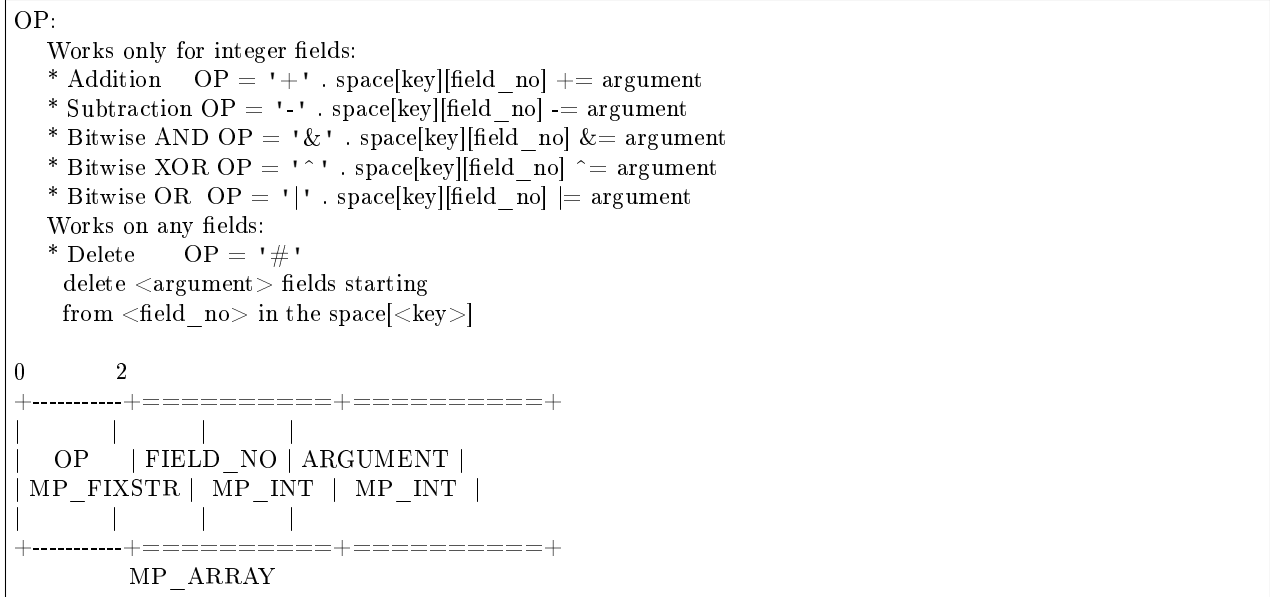 OP:
Works only for integer fields:
* Addition OP = '+' . space[key][field_no] += argument
* Subtraction OP = '-' . space[key][field_no] -= argument
* Bitwise AND OP = '&' . space[key][field_no] &= argument
* Bitwise XOR OP = '^' . space[key][field_no] ^= argument
* Bitwise OR OP = '|' . space[key][field_no] |= argument
Works on any fields:
* Delete OP = '#'
delete <argument> fields starting
from <field_no> in the space[<key>]
0 2
+-----------+==========+==========+
| | | |
| OP | FIELD_NO | ARGUMENT |
| MP_FIXSTR | MP_INT | MP_INT |
| | | |
+-----------+==========+==========+
MP_ARRAY